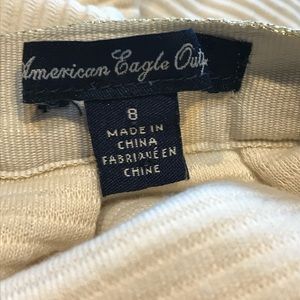 American Eagle Out
8
MADE IN
CHINA
FABRIQUÉ EN
CHINE